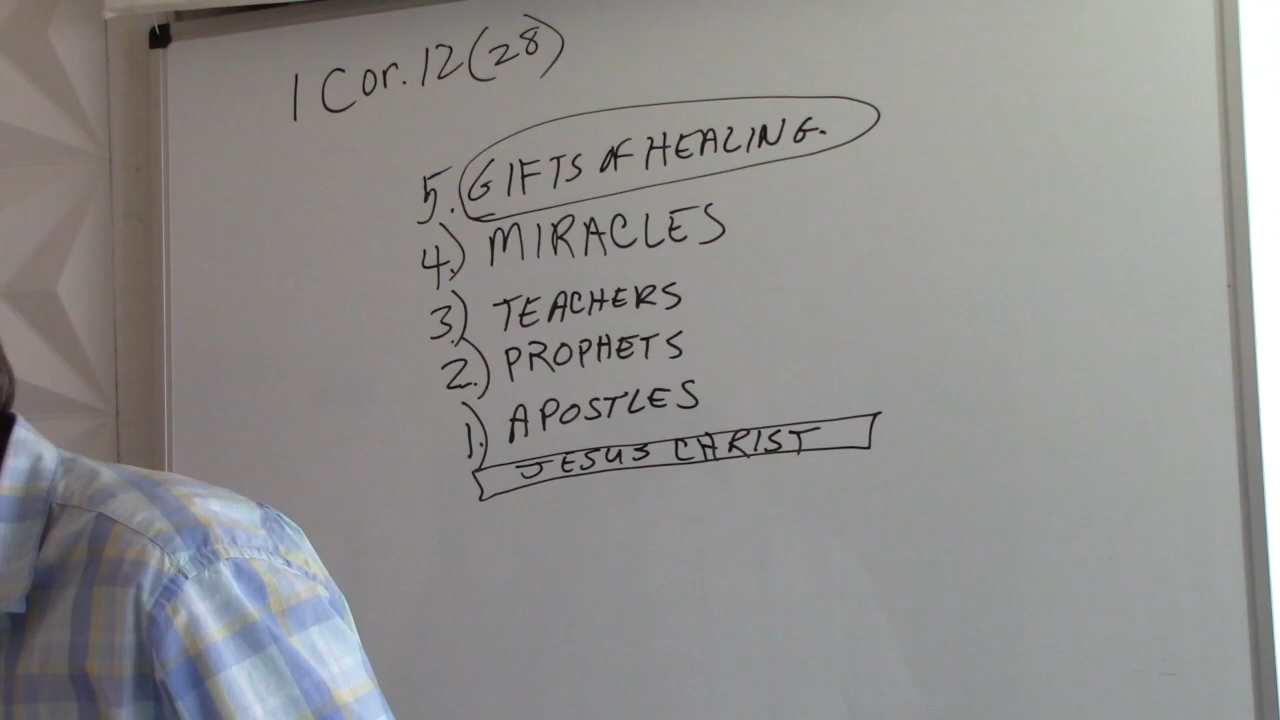 1 Cor. 12(28)
5. GIFTS OF HEALING.
4.) MIRACLES
3.) TEACHERS
2.) PROPHETS
1.) APOSTLES
JESUS CHRIST